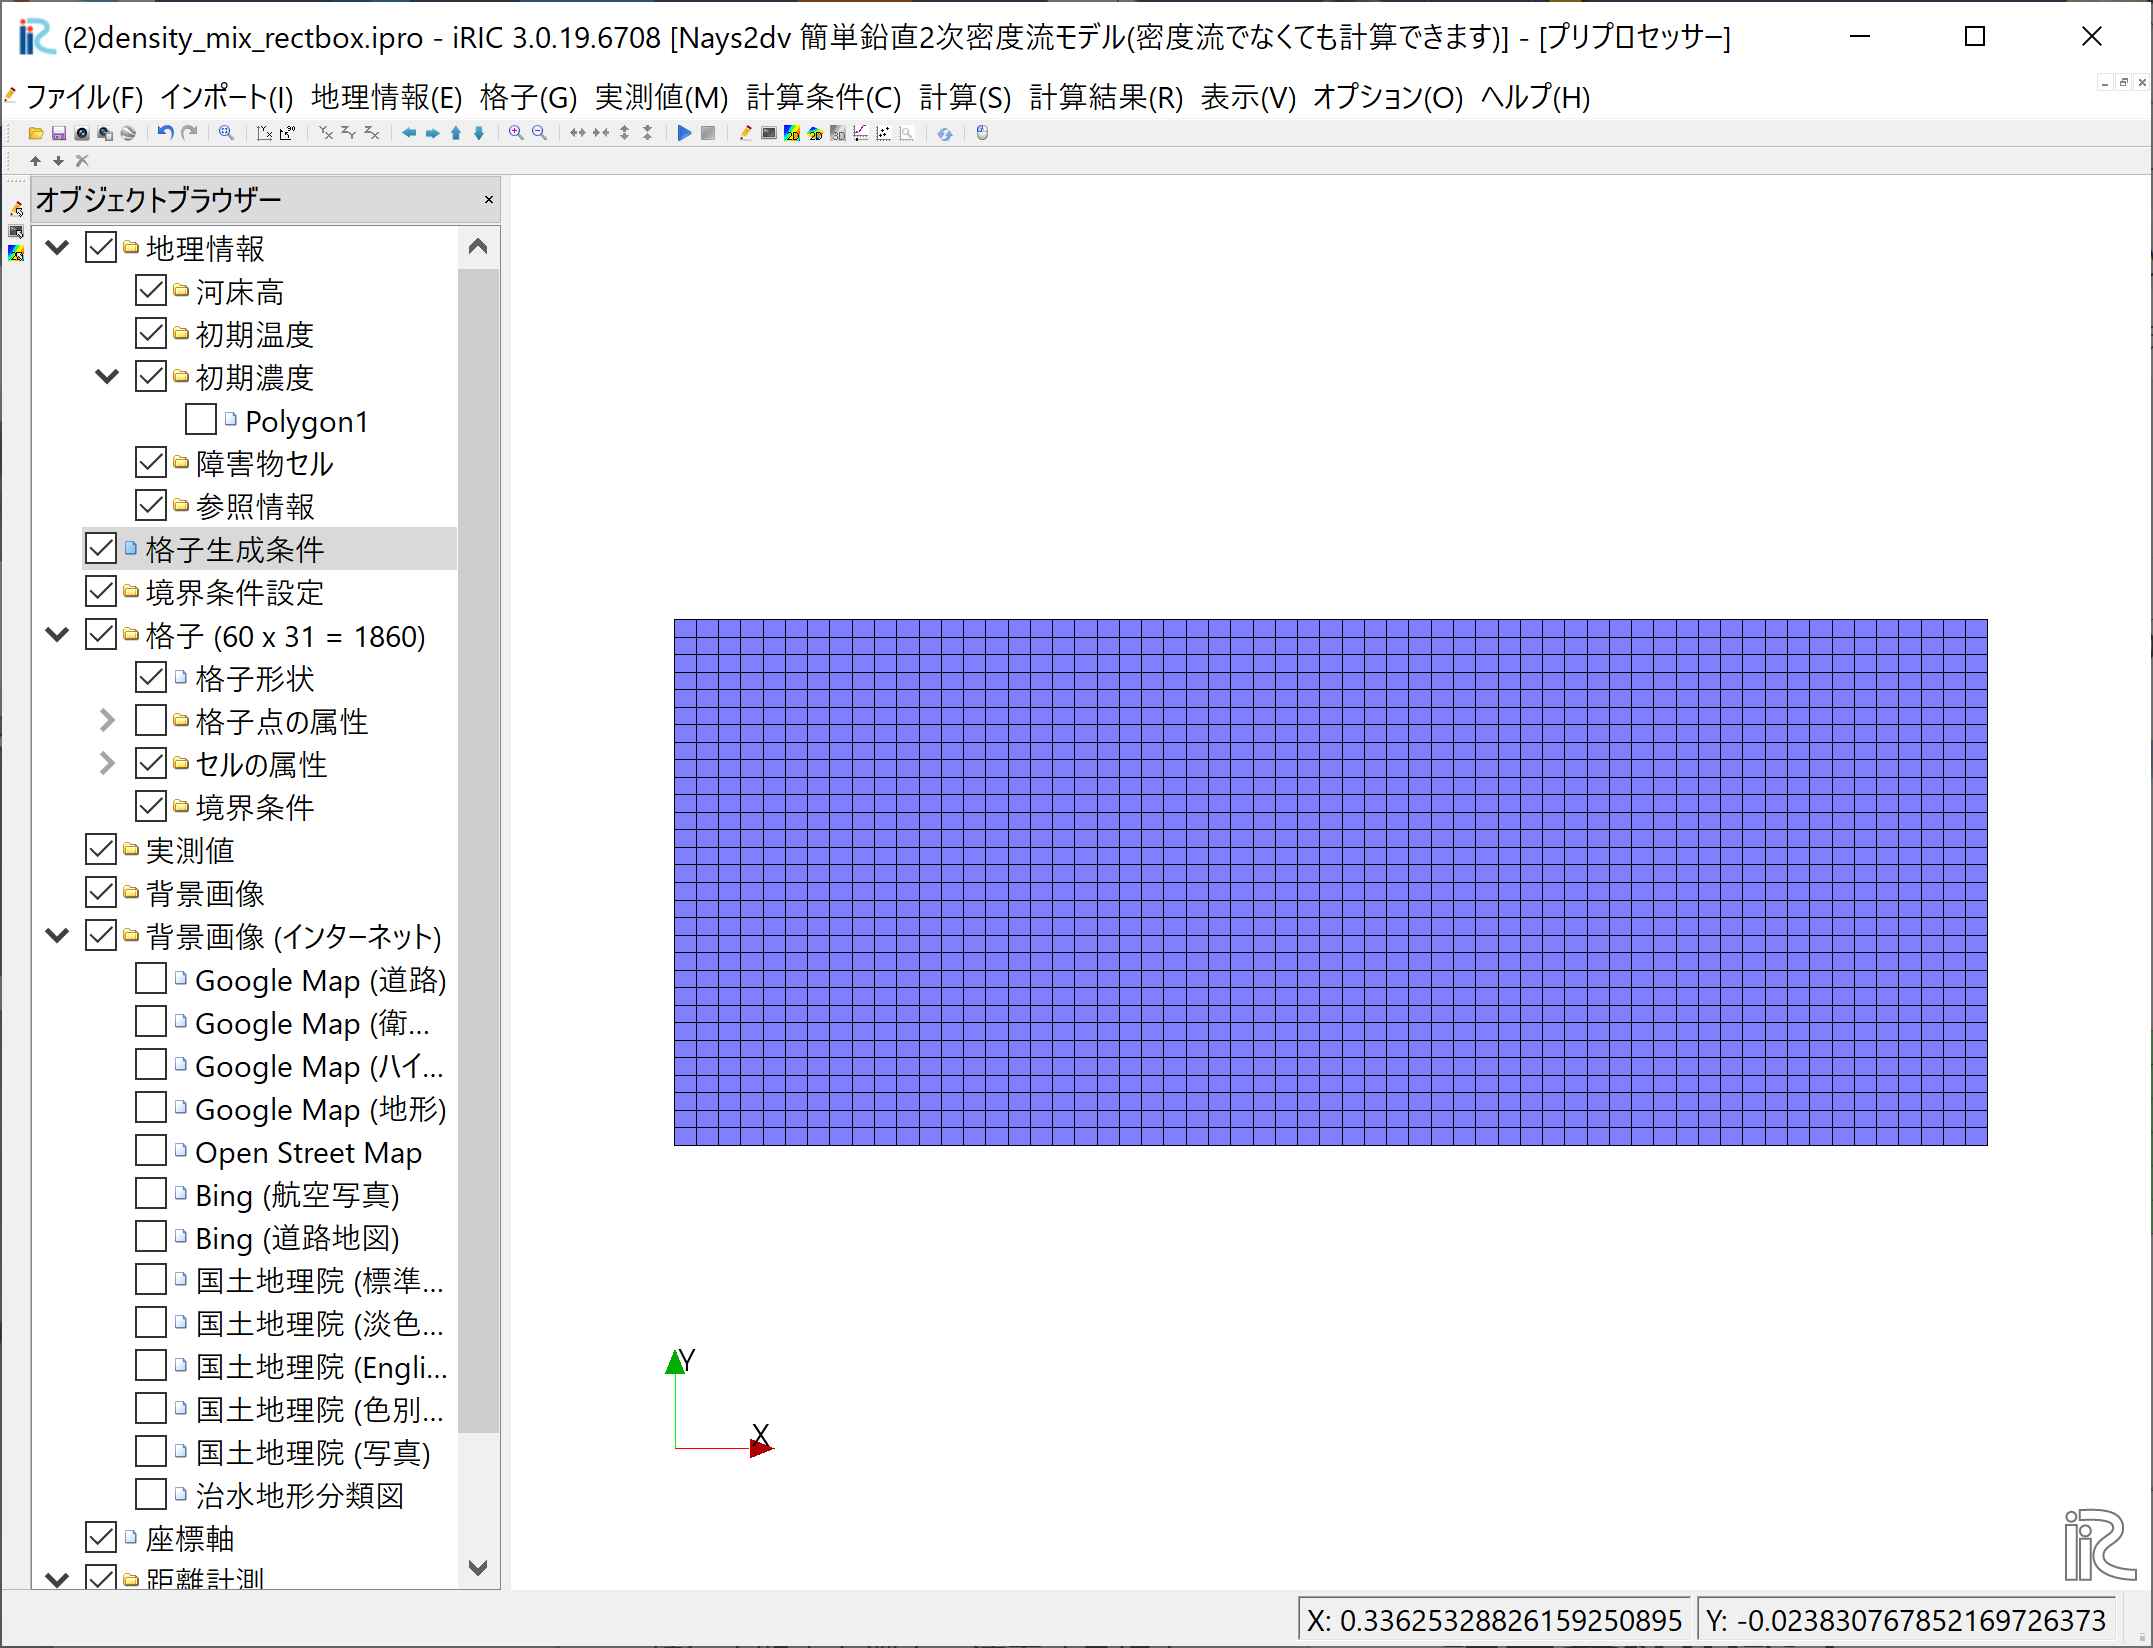 (2)density_mix_rectbox.ipro - iRIC 3.0.19.6708 [Nays2dv 簡単鉛直2次密度流モデル(密度流でなくても計算できます)] - [プリプロセッサー]
ファイル(F) インポート(I) 地理情報(E) 格子(G) 実測値(M) 計算条件(C) 計算(S) 計算結果(R) 表示(V) オプション(O) ヘルプ(H)
オブジェクトブラウザー
地理情報
河床高
初期温度
初期濃度
Polygon1
障害物セル
参照情報
格子生成条件
境界条件設定
格子 (60 x 31 = 1860)
格子形状
格子点の属性
セルの属性
境界条件
実測値
背景画像
背景画像 (インターネット)
Google Map (道路)
Google Map (衛...
Google Map (ハイ...
Google Map (地形)
Open Street Map
Bing (航空写真)
Bing (道路地図)
国土地理院 (標準...
国土地理院 (淡色...
国土地理院 (Engli...
国土地理院 (色別...
国土地理院 (写真)
治水地形分類図
座標軸
距離計測
Y
X
iRIC
X: 0.33625328826159250895
Y: -0.023830767852169726373